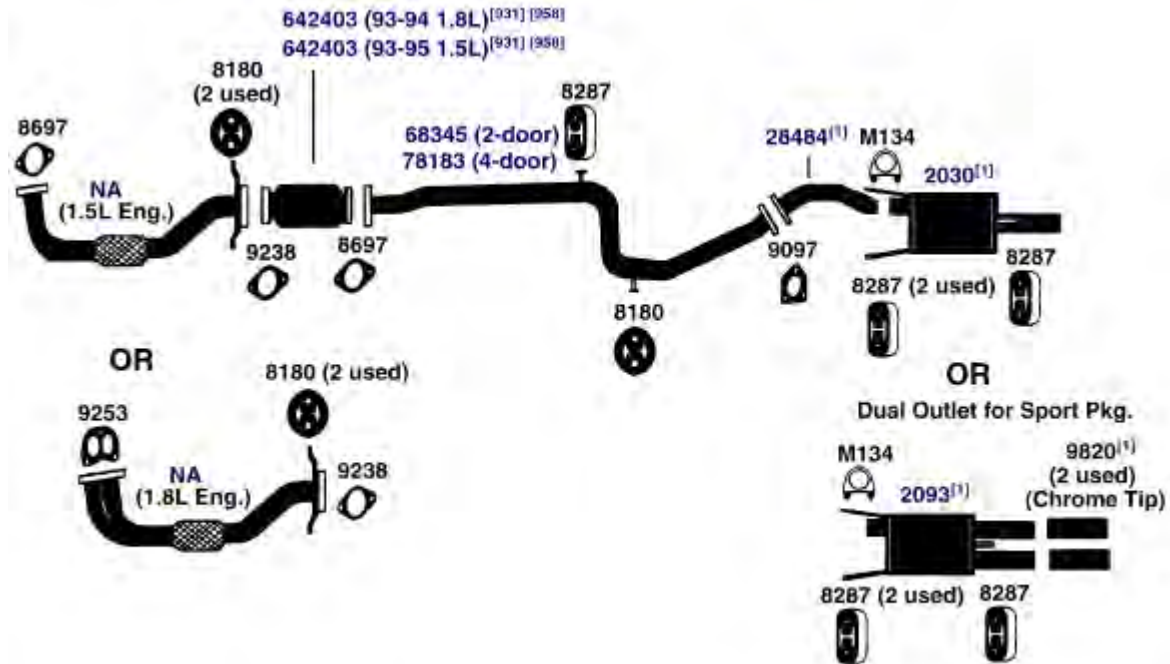 642403 (93-94 1.8L)[931] [958]
642403 (93-95 1.5L)[931] [958]
8180
(2 used)
8287
8697
68345 (2-door)
78183 (4-door)
28484[1]
M134
2030[1]
NA
(1.5L Eng.)
9238
8697
9097
8287
8287 (2 used)
8180
OR
8180 (2 used)
OR
Dual Outlet for Sport Pkg.
9253
NA
(1.8L Eng.)
9238
M134
2093[1]
9820[1]
(2 used)
(Chrome Tip)
8287 (2 used)
8287